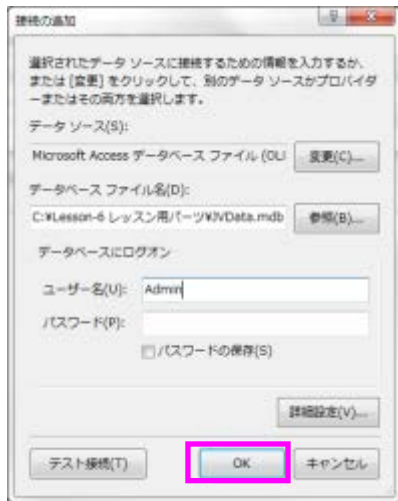 接続の追加
選択されたデータ ソースに接続するための情報を入力するか、
または [変更] をクリックして、別のデータ ソースかプロバイダ
ーまたはその両方を選択します。
データ ソース(S):
Microsoft Access データベース ファイル (OLI
変更(C)...
データベース ファイル名(D):
C:¥Lesson-6 レッスン用パーツ¥JVData.mdb
参照(B)...
データベースにログオン
ユーザー名(U):
Admin
パスワード(P):
パスワードの保存(S)
詳細設定(V)...
テスト接続(T)
OK
キャンセル